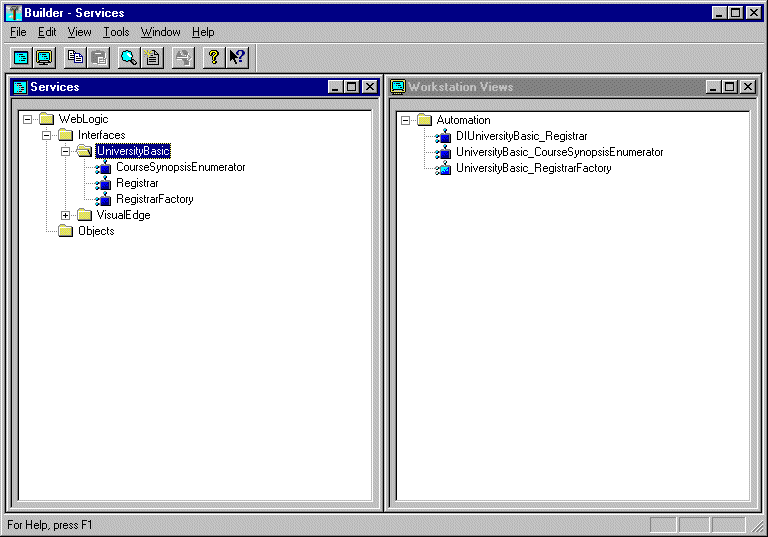 Builder - Services
File Edit View Tools Window Help
Services
WebLogic
Interfaces
UniversityBasic
CourseSynopsisEnumerator
Registrar
RegistrarFactory
VisualEdge
Objects
Workstation Views
Automation
DIUniversityBasic_Registrar
UniversityBasic_CourseSynopsisEnumerator
UniversityBasic_RegistrarFactory
For Help, press F1